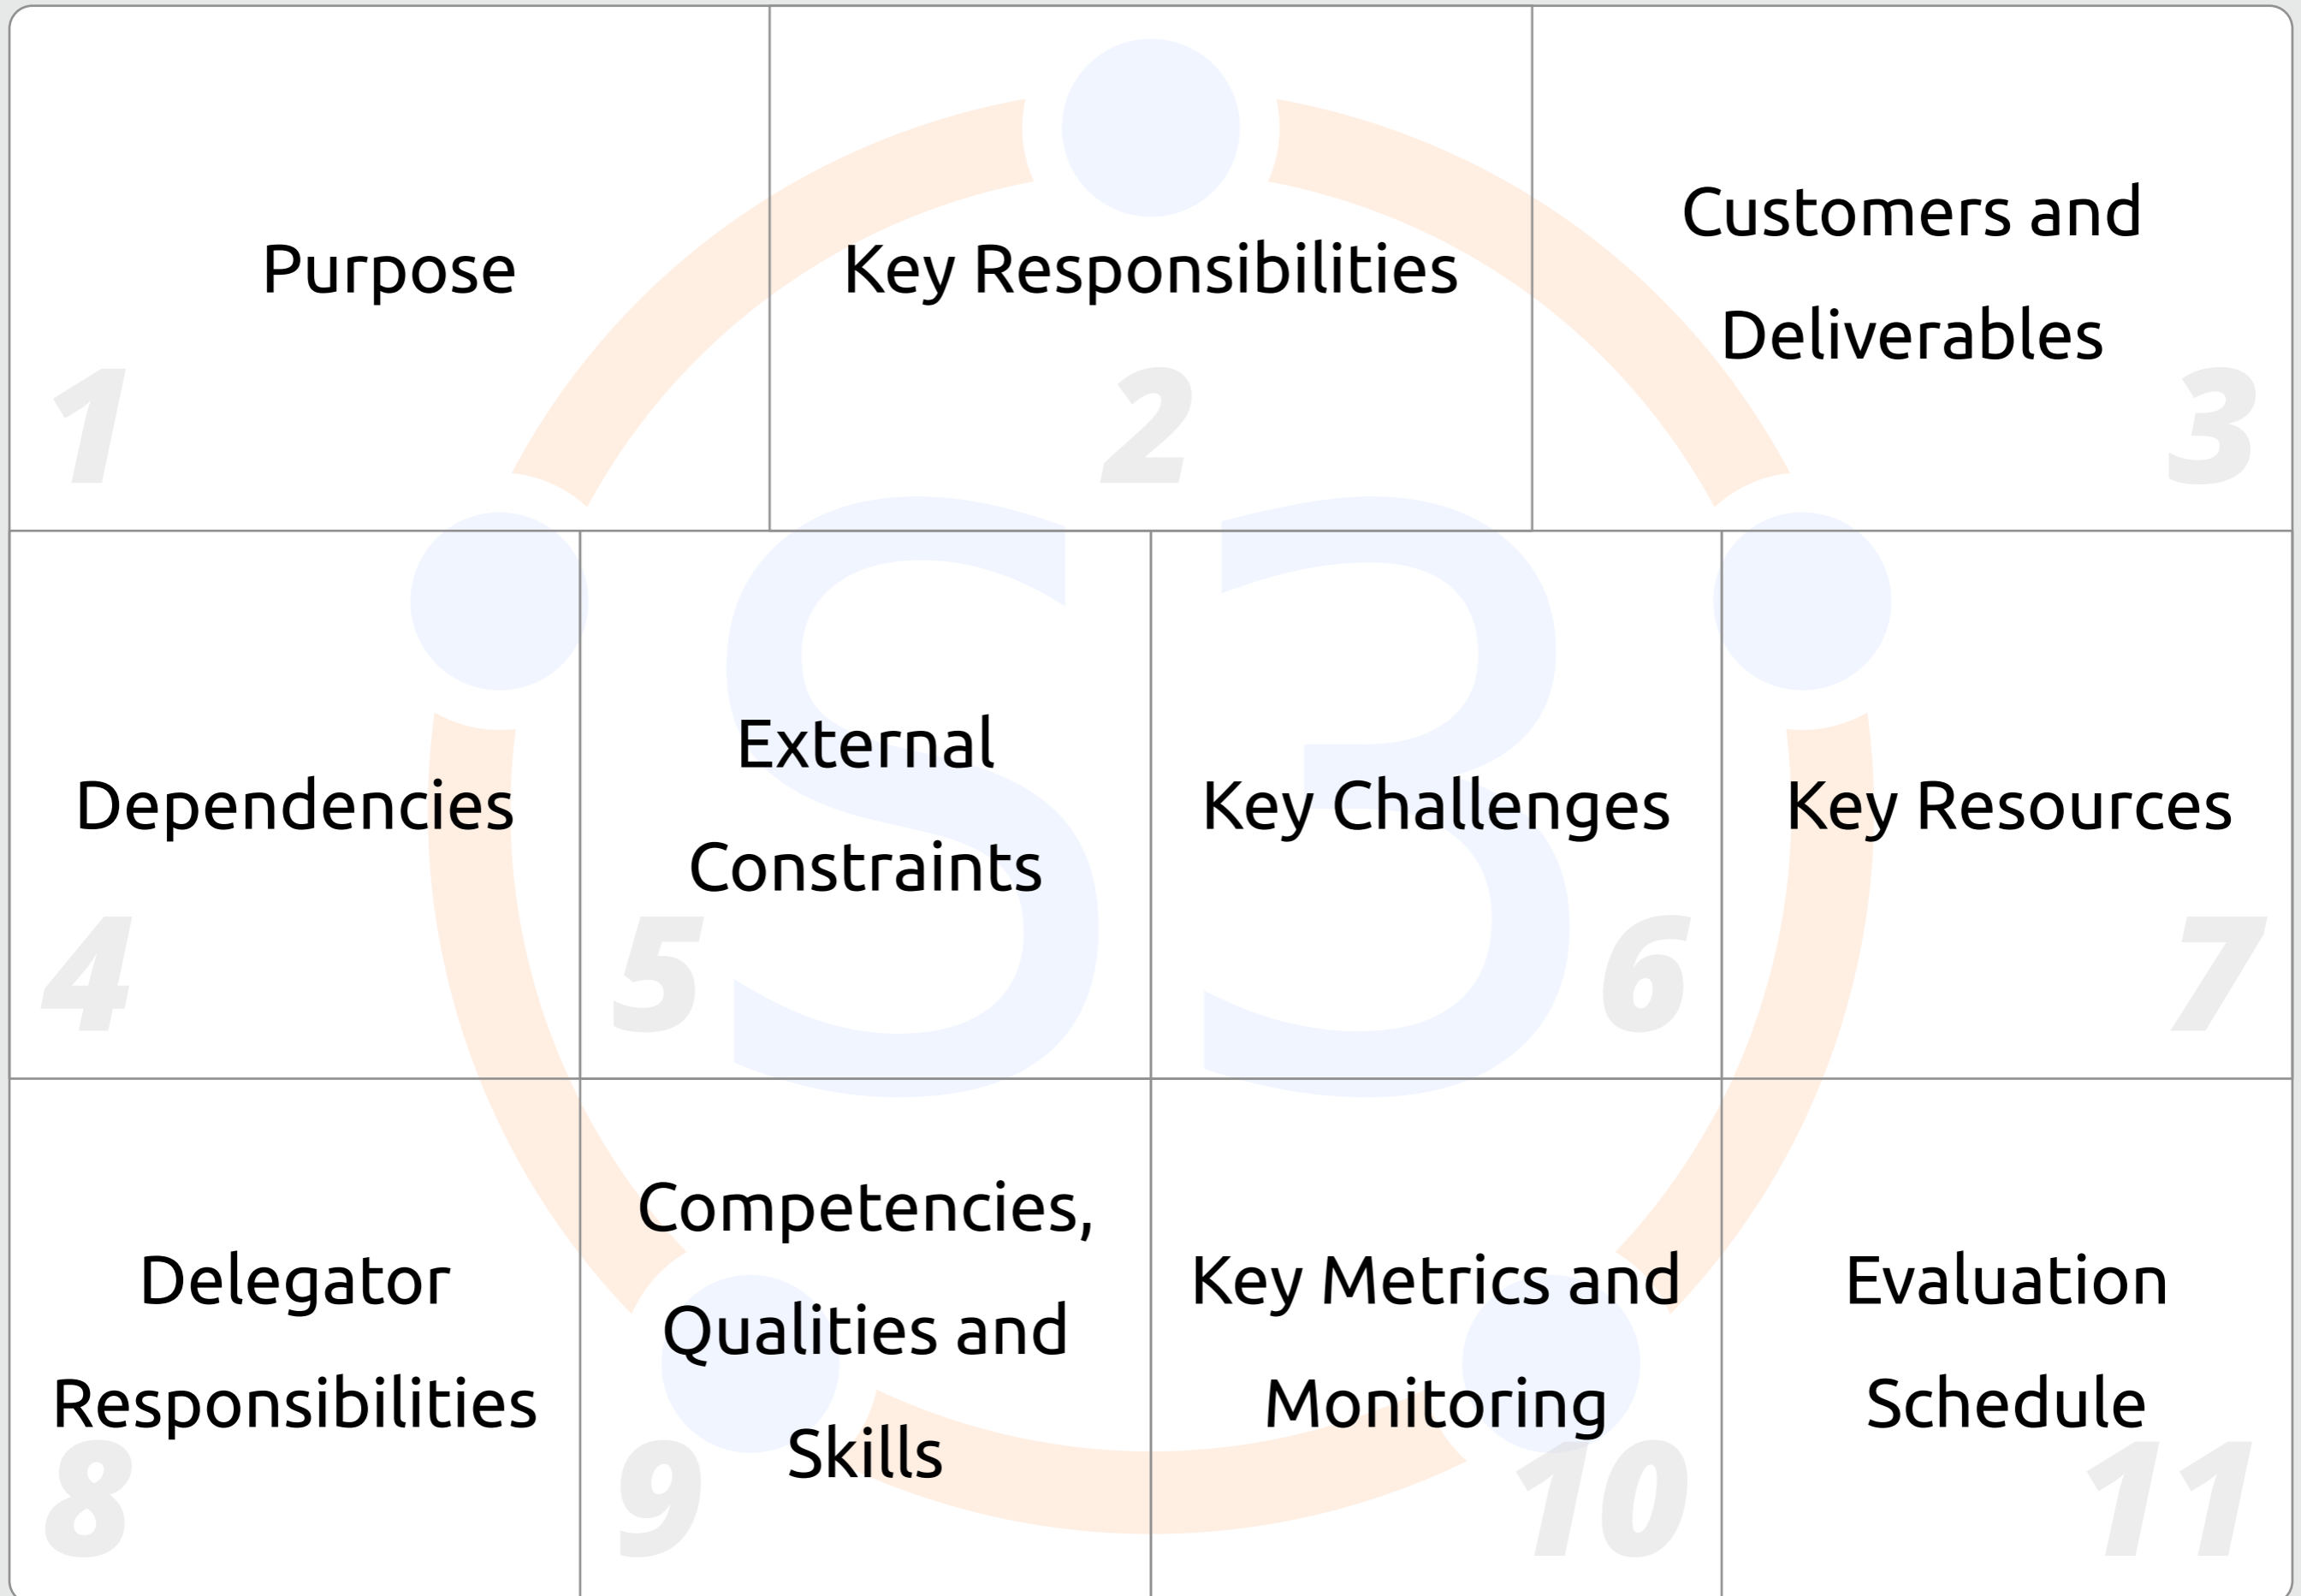 Purpose
1
Key Responsibilities
2
Customers and
Deliverables
3
Dependencies
4
External
Constraints
5
Key Challenges
6
Key Resources
7
S3
Delegator
Responsibilities
8
Competencies,
Qualities and
Skills
9
Key Metrics and
Monitoring
10
Evaluation
Schedule
11